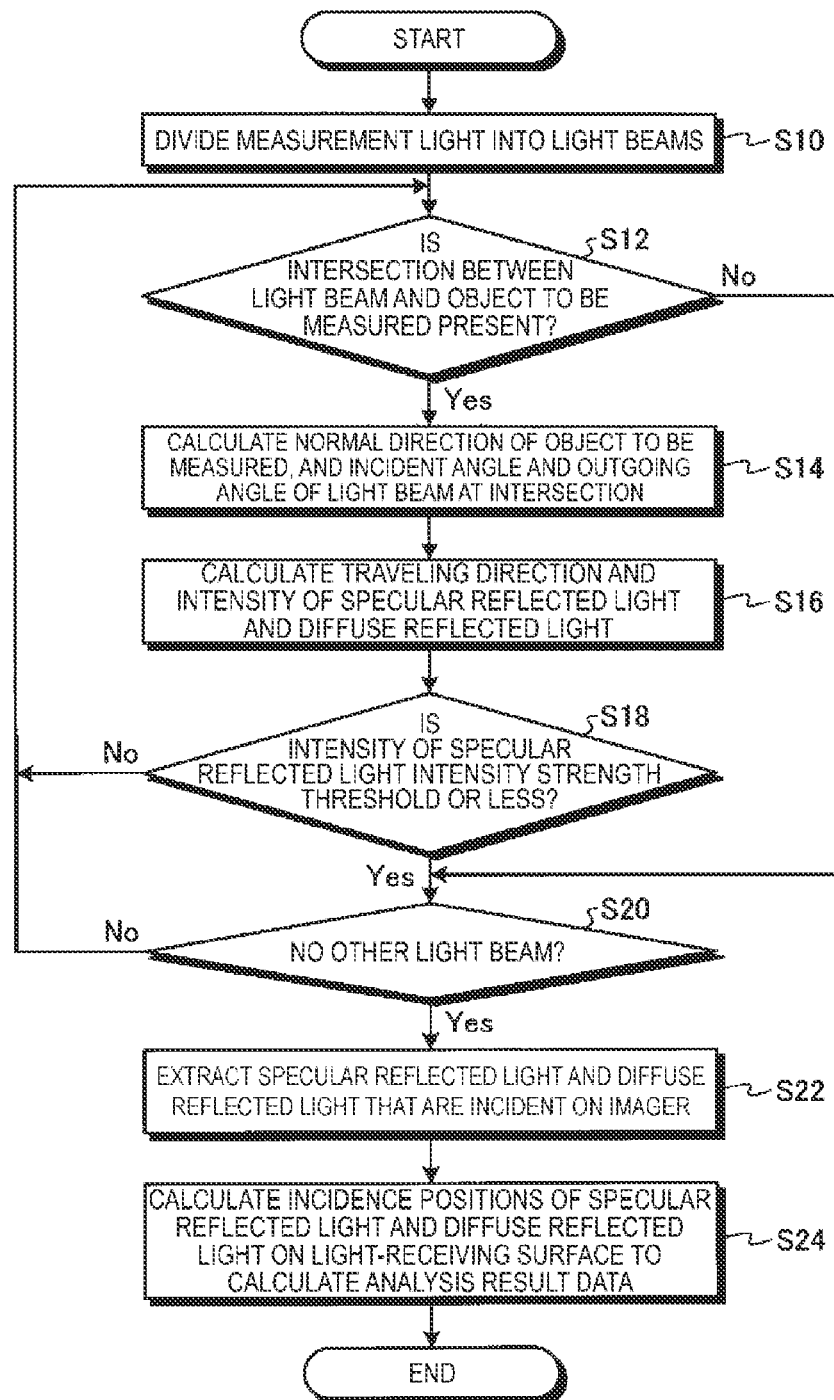 START
DIVIDE MEASUREMENT LIGHT INTO LIGHT BEAMS
S10
IS
INTERSECTION BETWEEN
LIGHT BEAM AND OBJECT TO BE
MEASURED PRESENT?
S12
No
Yes
CALCULATE NORMAL DIRECTION OF OBJECT TO BE
MEASURED, AND INCIDENT ANGLE AND OUTGOING
ANGLE OF LIGHT BEAM AT INTERSECTION
S14
CALCULATE TRAVELING DIRECTION AND
INTENSITY OF SPECULAR REFLECTED LIGHT
AND DIFFUSE REFLECTED LIGHT
S16
IS
INTENSITY OF SPECULAR
REFLECTED LIGHT INTENSITY STRENGTH
THRESHOLD OR LESS?
S18
No
Yes
NO OTHER LIGHT BEAM?
S20
No
Yes
EXTRACT SPECULAR REFLECTED LIGHT AND DIFFUSE
REFLECTED LIGHT THAT ARE INCIDENT ON IMAGER
S22
CALCULATE INCIDENCE POSITIONS OF SPECULAR
REFLECTED LIGHT AND DIFFUSE REFLECTED
LIGHT ON LIGHT-RECEIVING SURFACE TO
CALCULATE ANALYSIS RESULT DATA
S24
END